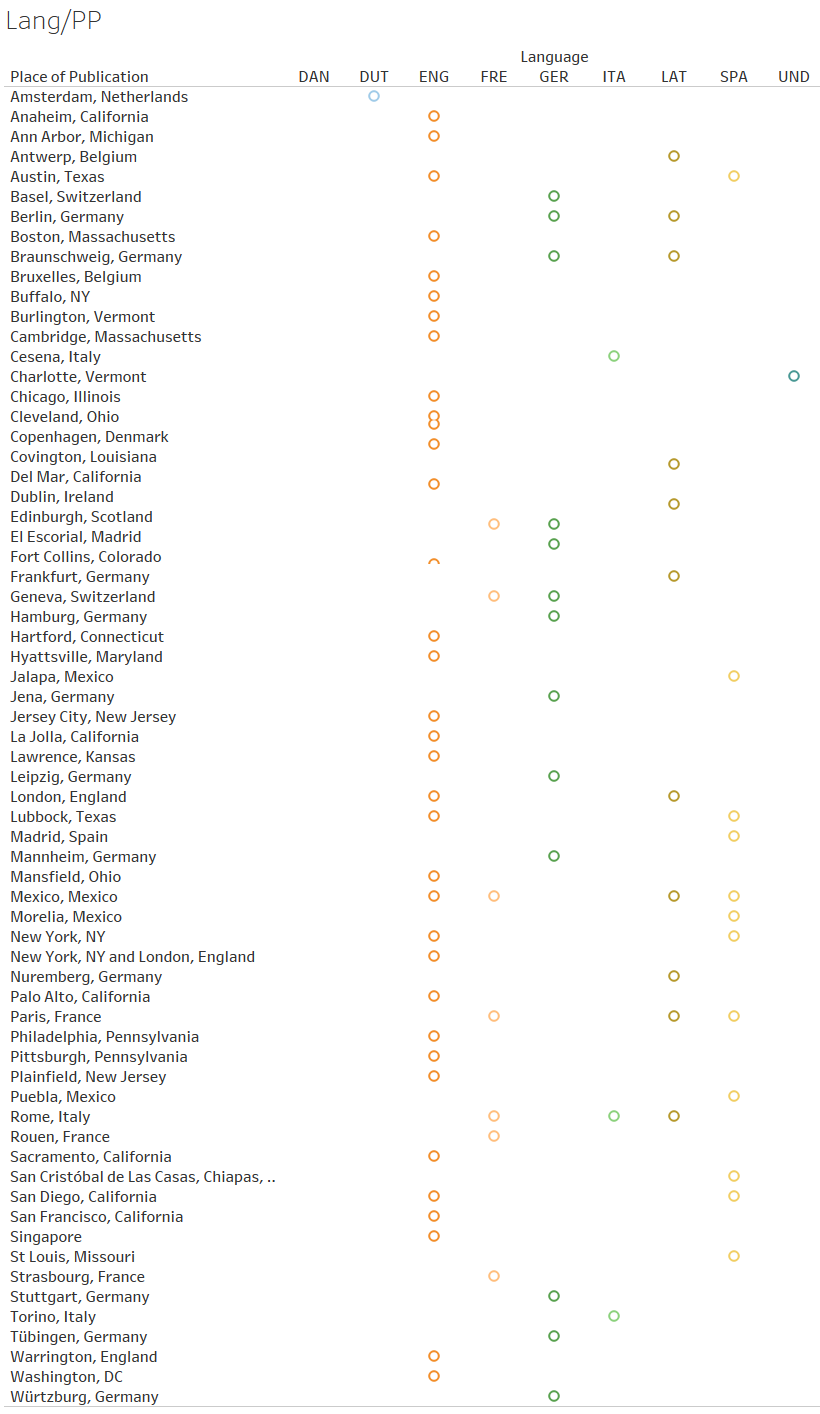 Lang/PP
Language
Place of Publication DAN DUT ENG FRE GER ITA LAT SPA UND
Amsterdam, Netherlands
Anaheim, California
Ann Arbor, Michigan
Antwerp, Belgium
Austin, Texas
Basel, Switzerland
Berlin, Germany
Boston, Massachusetts
Braunschweig, Germany
Bruxelles, Belgium
Buffalo, NY
Burlington, Vermont
Cambridge, Massachusetts
Cesena, Italy
Charlotte, Vermont
Chicago, Illinois
Cleveland, Ohio
Copenhagen, Denmark
Covington, Louisiana
Del Mar, California
Dublin, Ireland
Edinburgh, Scotland
El Escorial, Madrid
Fort Collins, Colorado
Frankfurt, Germany
Geneva, Switzerland
Hamburg, Germany
Hartford, Connecticut
Hyattsville, Maryland
Jalapa, Mexico
Jena, Germany
Jersey City, New Jersey
La Jolla, California
Lawrence, Kansas
Leipzig, Germany
London, England
Lubbock, Texas
Madrid, Spain
Mannheim, Germany
Mansfield, Ohio
Mexico, Mexico
Morelia, Mexico
New York, NY
New York, NY and London, England
Nuremberg, Germany
Palo Alto, California
Paris, France
Philadelphia, Pennsylvania
Pittsburgh, Pennsylvania
Plainfield, New Jersey
Puebla, Mexico
Rome, Italy
Rouen, France
Sacramento, California
San Cristóbal de Las Casas, Chiapas, ..
San Diego, California
San Francisco, California
Singapore
St Louis, Missouri
Strasbourg, France
Stuttgart, Germany
Torino, Italy
Tübingen, Germany
Warrington, England
Washington, DC
Würtzburg, Germany